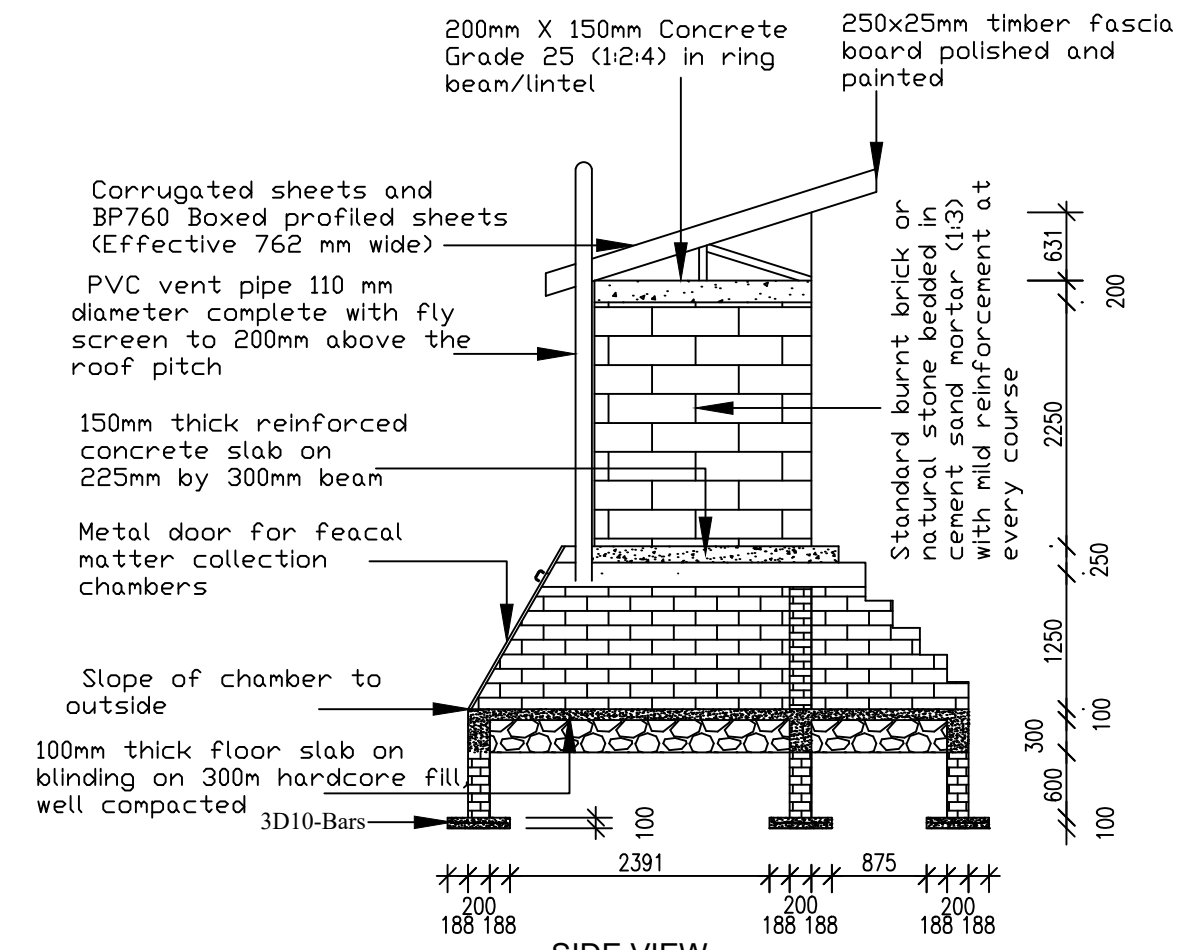 200mm X 150mm Concrete
Grade 25 (1:2:4) in ring
beam/lintel
250x25mm timber fascia
board polished and
painted
Corrugated sheets and
BP760 Boxed profiled sheets
(Effective 762 mm wide)
PVC vent pipe 110 mm
diameter complete with fly
screen to 200mm above the
roof pitch
150mm thick reinforced
concrete slab on
225mm by 300mm beam
Metal door for feacal
matter collection
chambers
Slope of chamber to
outside
100mm thick floor slab on
blinding on 300m hardcore fill,
well compacted
3D10-Bars
Standard burnt brick or
natural stone bedded in
cement sand mortar (1:3)
with mild reinforcement at
every course
631
200
2250
250
1250
100
300
600
100
100
2391
875
200
188 188
200
188 188
200
188 188
SIDE VIEW